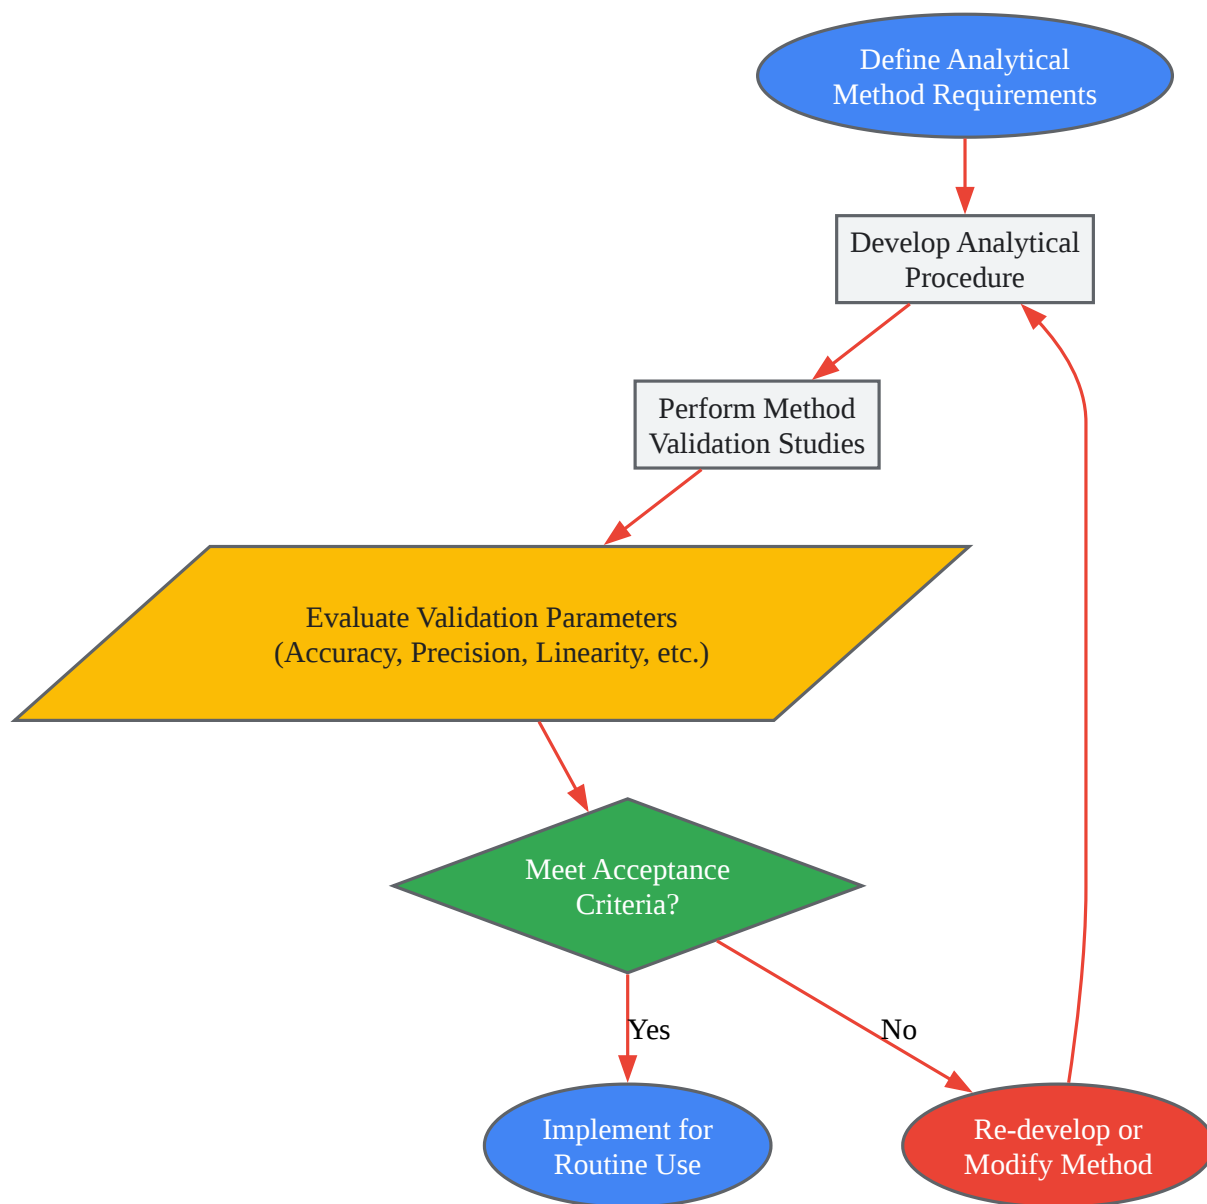 Define Analytical
Method Requirements
Develop Analytical
Procedure
Perform Method
Validation Studies
Evaluate Validation Parameters
(Accuracy, Precision, Linearity, etc.)
Meet Acceptance
Criteria?
Yes
No
Implement for
Routine Use
Re-develop or
Modify Method